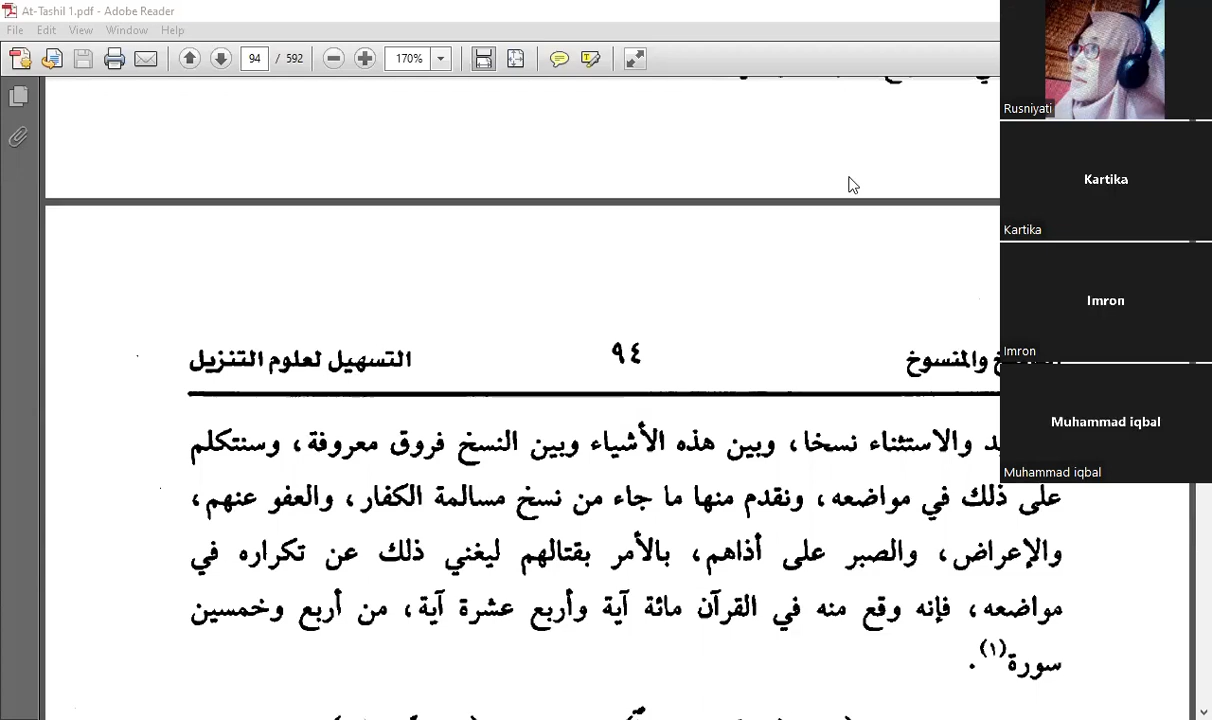 At-Tashil 1.pdf - Adobe Reader
File Edit View Window Help
94 / 592 170%
Rusniyati
Kartika
Kartika
Imron
Imron
Muhammad iqbal
Muhammad iqbal
والمنسوخ ٩٤ التسهيل لعلوم التنزيل
والاستثناء نسخا، وبين هذه الأشياء وبين النسخ فروق معروفة، وسنتكلم
على ذلك في مواضعه، ونقدم منها ما جاء من نسخ مسالمة الكفار، والعفو عنهم،
والإعراض، والصبر على أذاهم، بالأمر بقتالهم ليغني ذلك عن تكراره في
مواضعه، فإنه وقع منه في القرآن مائة آية وأربع عشرة آية، من أربع وخمسين
سورة(١).